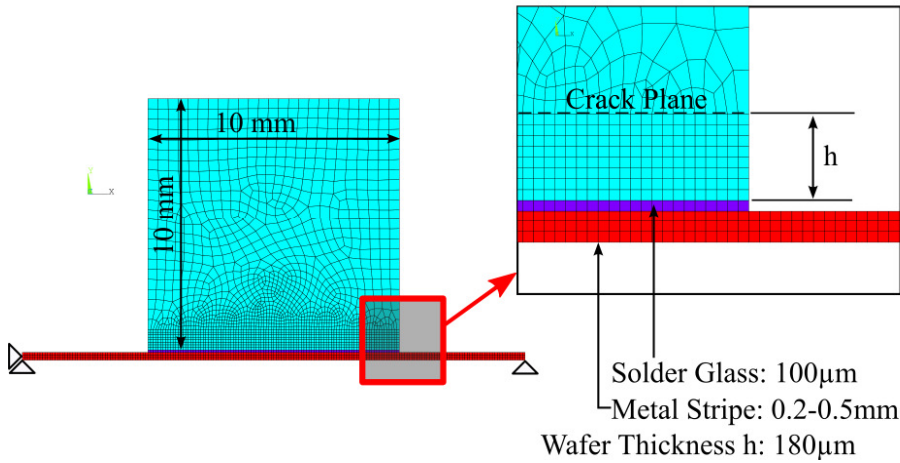 10 mm
10 mm
X
Crack Plane
h
Solder Glass: 100µm
Metal Stripe: 0.2-0.5mm
Wafer Thickness h: 180µm